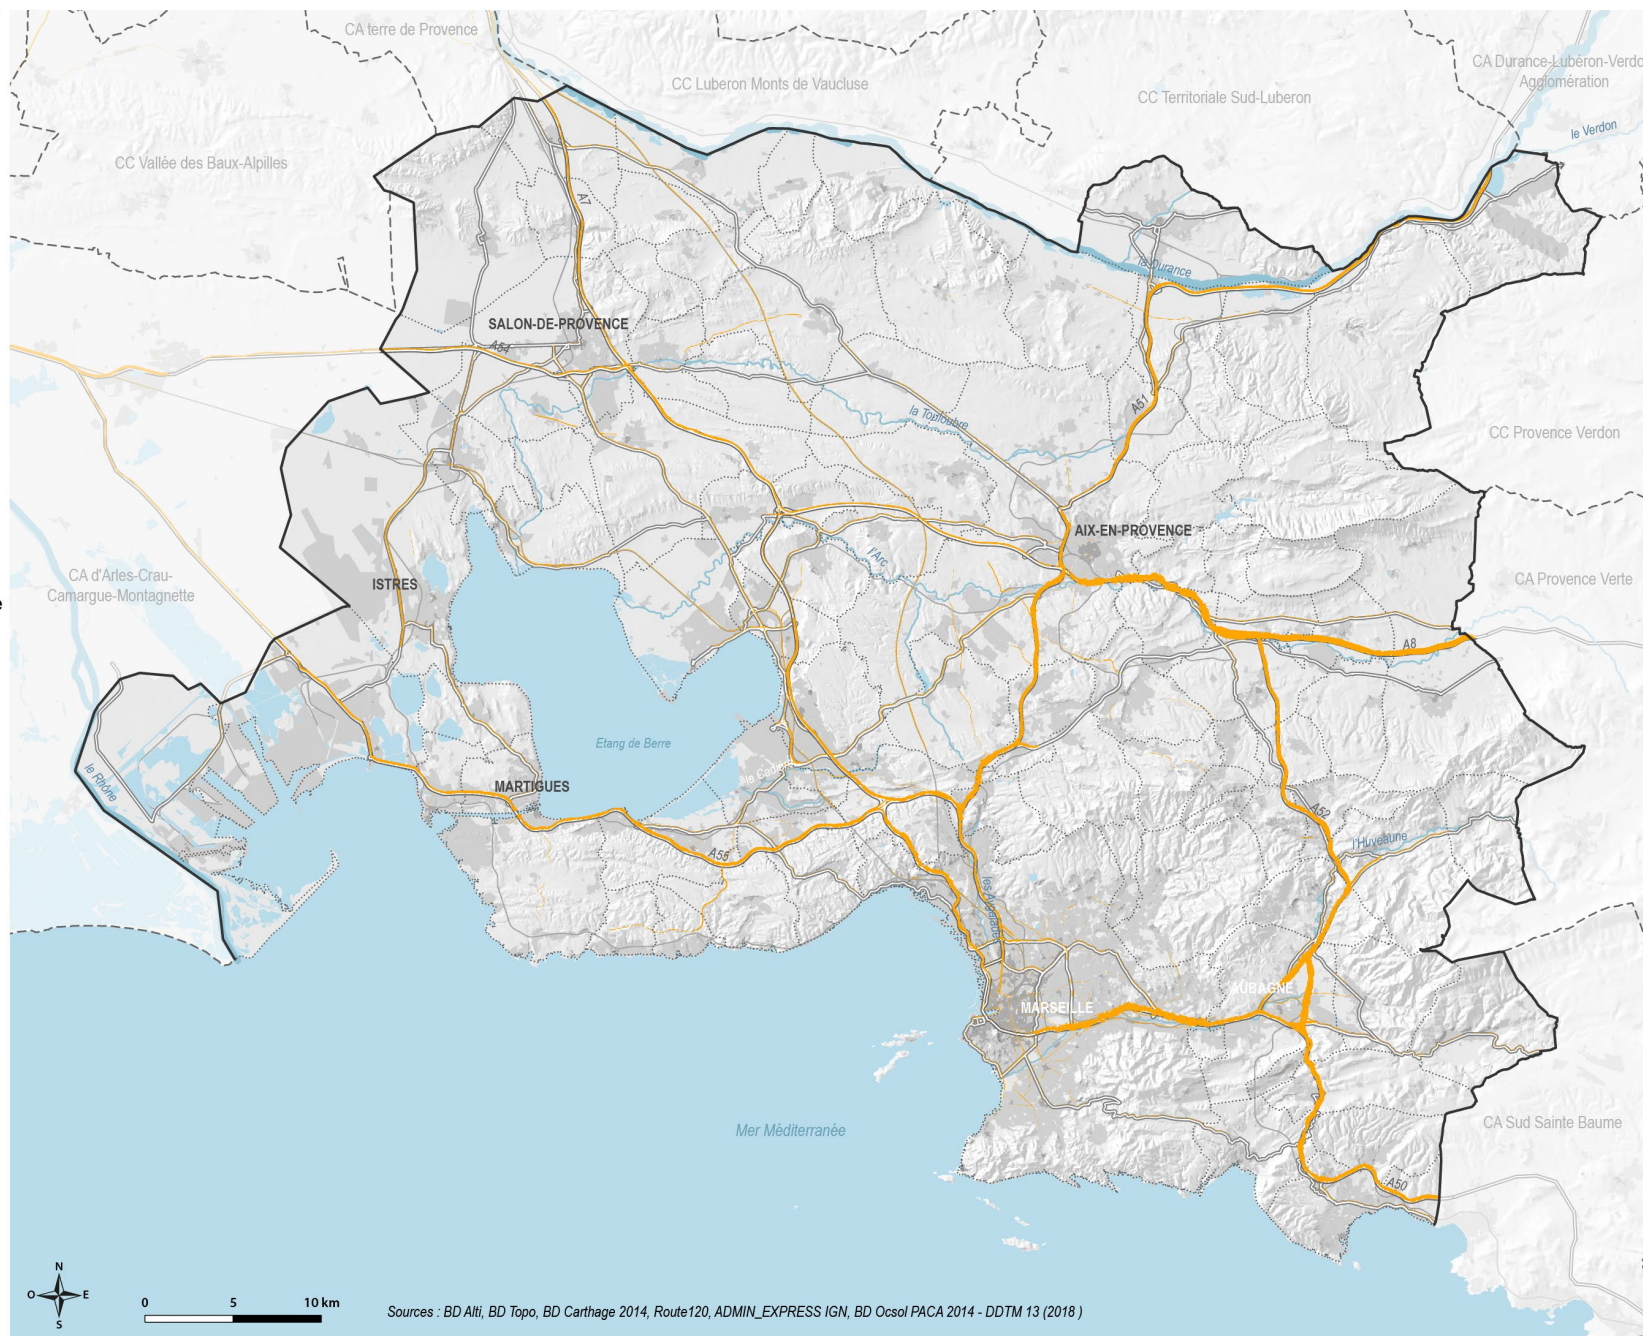 CA terre de Provence
CC Luberon Monts de Vaucluse
CA Durance-Lubéron-Verdo
Agglomération
CC Territoriale Sud-Luberon
le Verdon
CC Vallée des Baux-Alpilles
A7
la Durance
SALON-DE-PROVENCE
A54
A51
la Touloubre
CC Provence Verdon
AIX-EN-PROVENCE
l'Arc
CA d'Arles-Crau-
Camargue-Montagnette
ISTRES
CA Provence Verte
e
A8
Etang de Berre
le Rhône
MARTIGUES
A52
l'Huveaune
A55
les Aygalades
AUBAGNE
MARSEILLE
Mer Méditerranée
CA Sud Sainte Baume
A50
N
O E
S
0 5 10 km
Sources : BD Alti, BD Topo, BD Carthage 2014, Route120, ADMIN_EXPRESS IGN, BD Ocsol PACA 2014 - DDTM 13 (2018 )